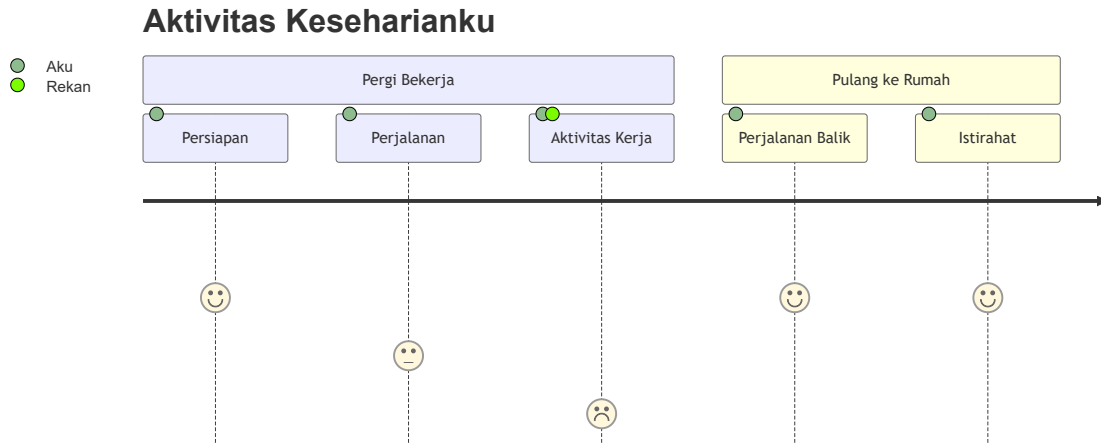 Aktivitas Keseharianku
Aku
Rekan
Pergi Bekerja
Pulang ke Rumah
Persiapan
Perjalanan
Aktivitas Kerja
Perjalanan Balik
Istirahat